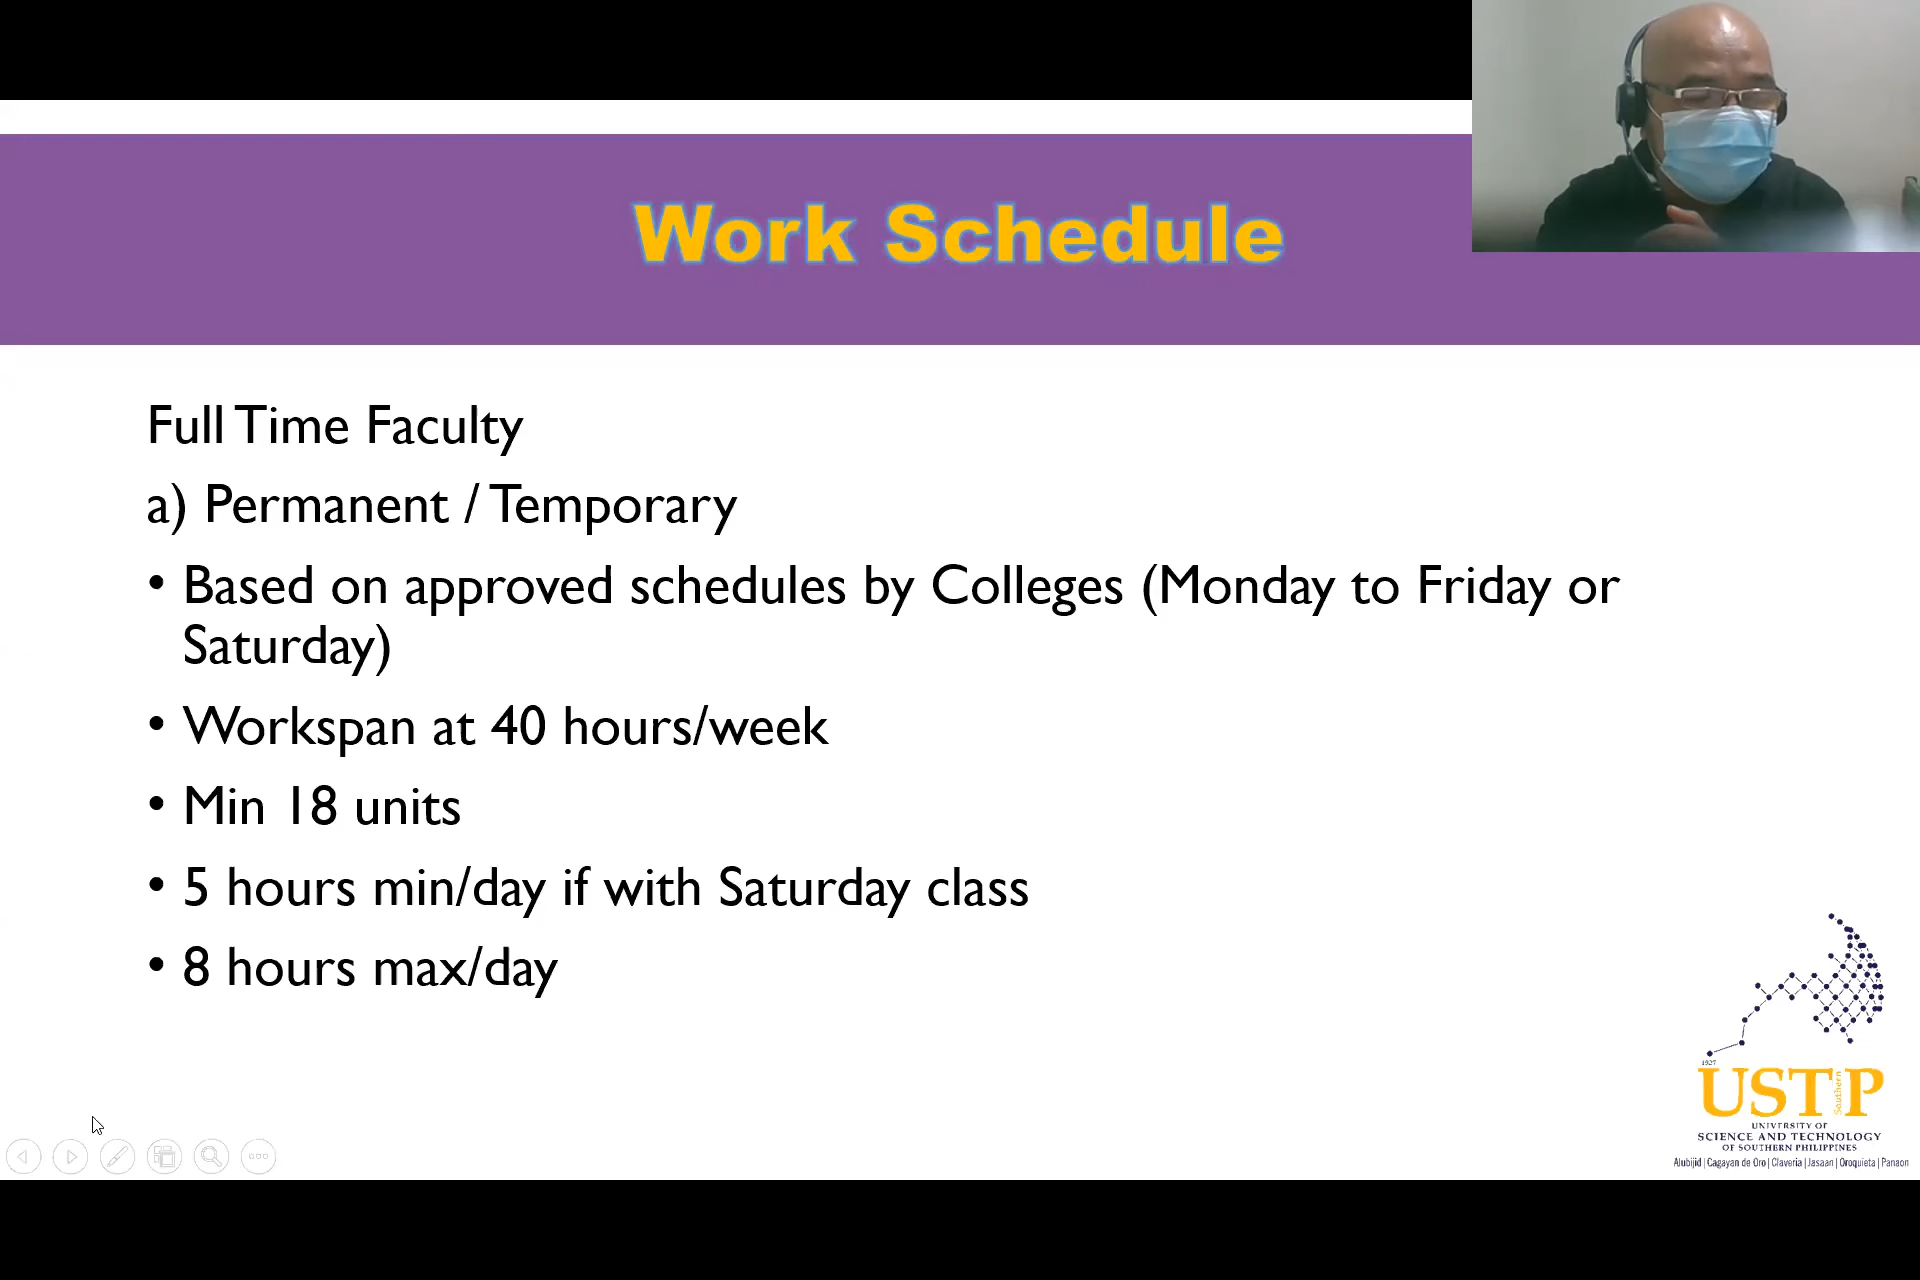 Work Schedule
Full Time Faculty
a) Permanent / Temporary
• Based on approved schedules by Colleges (Monday to Friday or
Saturday)
• Workspan at 40 hours/week
• Min 18 units
• 5 hours min/day if with Saturday class
• 8 hours max/day
1927
USTP
Southern
UNIVERSITY OF
SCIENCE AND TECHNOLOGY
OF SOUTHERN PHILIPPINES
Alubijid | Cagayan de Oro | Claveria | Jasaan | Oroquieta | Panaon